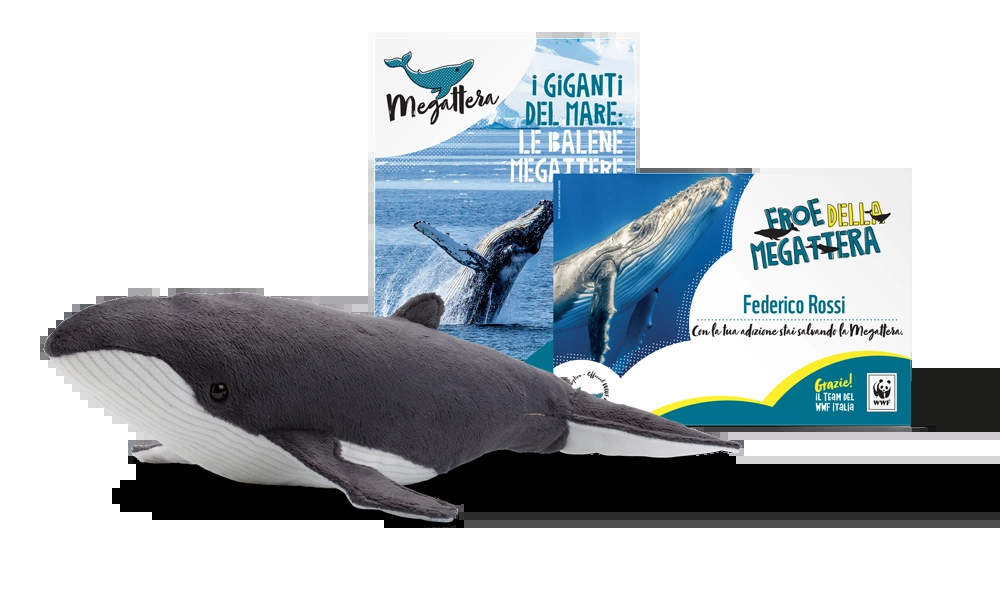 Megattera
I GIGANTI
DEL MARE:
LE BALENE
MEGATTERE
EROE DELLA
MEGATTERA
Federico Rossi
Con la tua adozione stai salvando la Megattera.
Grazie!
IL TEAM DEL
WWF ITALIA
WWF